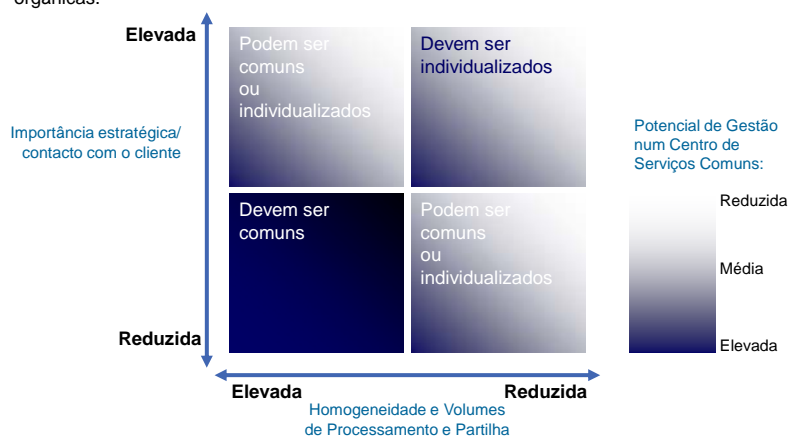 orgânicas.
Elevada
Podem ser
comuns
ou
individualizados
Devem ser
individualizados
Importância estratégica/
contacto com o cliente
Potencial de Gestão
num Centro de
Serviços Comuns:
Reduzida
Média
Elevada
Devem ser
comuns
Podem ser
comuns
ou
individualizados
Reduzida
Elevada
Reduzida
Homogeneidade e Volumes
de Processamento e Partilha